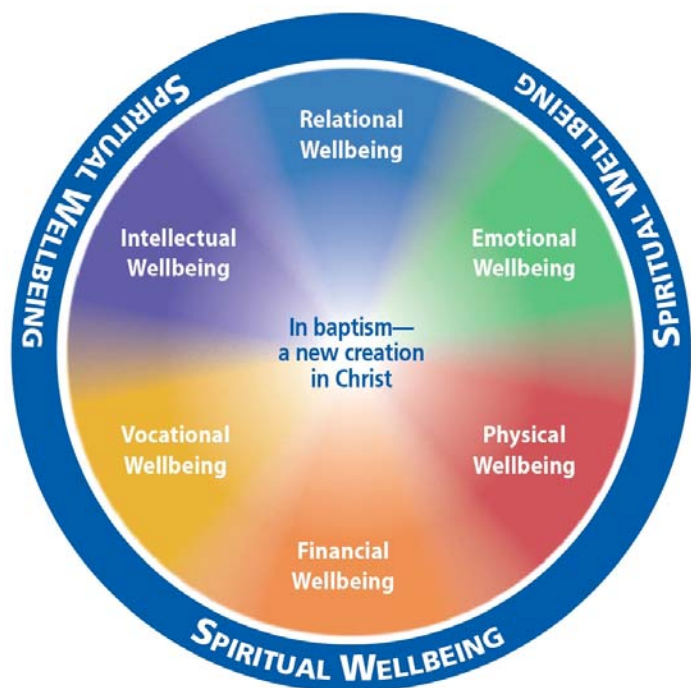 SPIRITUAL WELLBEING
SPIRITUAL WELLBEING
Relational
Wellbeing
Intellectual
Wellbeing
Emotional
Wellbeing
In baptism—
a new creation
in Christ
Vocational
Wellbeing
Physical
Wellbeing
Financial
Wellbeing
SPIRITUAL WELLBEING